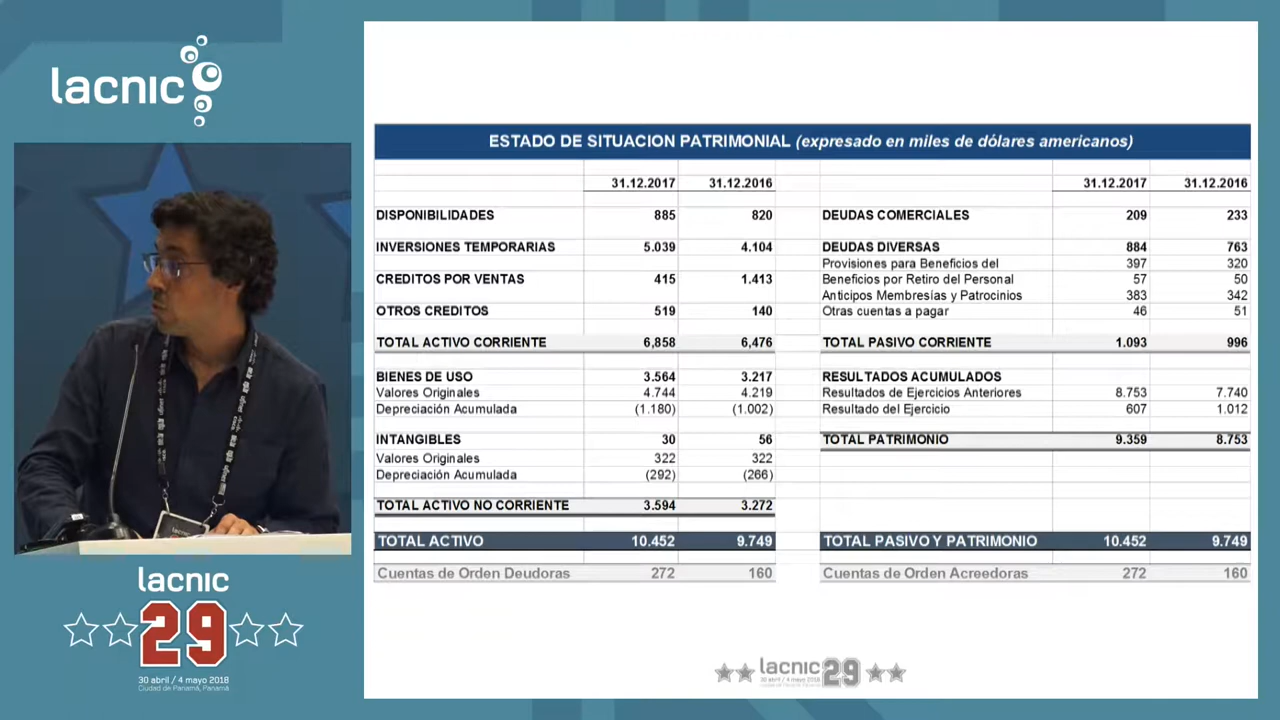 lacnic
ESTADO DE SITUACION PATRIMONIAL (expresado en miles de dólares americanos)
31.12.2017 31.12.2016
DISPONIBILIDADES 885 820
INVERSIONES TEMPORARIAS 5.039 4.104
CREDITOS POR VENTAS 415 1.413
OTROS CREDITOS 519 140
TOTAL ACTIVO CORRIENTE 6,858 6,476
BIENES DE USO 3.564 3.217
Valores Originales 4.744 4.219
Depreciación Acumulada (1.180) (1.002)
INTANGIBLES 30 56
Valores Originales 322 322
Depreciación Acumulada (292) (266)
TOTAL ACTIVO NO CORRIENTE 3.594 3.272
TOTAL ACTIVO 10.452 9.749
Cuentas de Orden Deudoras 272 160
31.12.2017 31.12.2016
DEUDAS COMERCIALES 209 233
DEUDAS DIVERSAS 884 763
Provisiones para Beneficios del 397 320
Beneficios por Retiro del Personal 57 50
Anticipos Membresías y Patrocinios 383 342
Otras cuentas a pagar 46 51
TOTAL PASIVO CORRIENTE 1.093 996
RESULTADOS ACUMULADOS
Resultados de Ejercicios Anteriores 8.753 7.740
Resultado del Ejercicio 607 1.012
TOTAL PATRIMONIO 9.359 8.753
TOTAL PASIVO Y PATRIMONIO 10.452 9.749
Cuentas de Orden Acreedoras 272 160
lacnic
29
30 abril / 4 mayo 2018
Ciudad de Panamá, Panamá
lacnic 29
30 abril / 4 mayo 2018